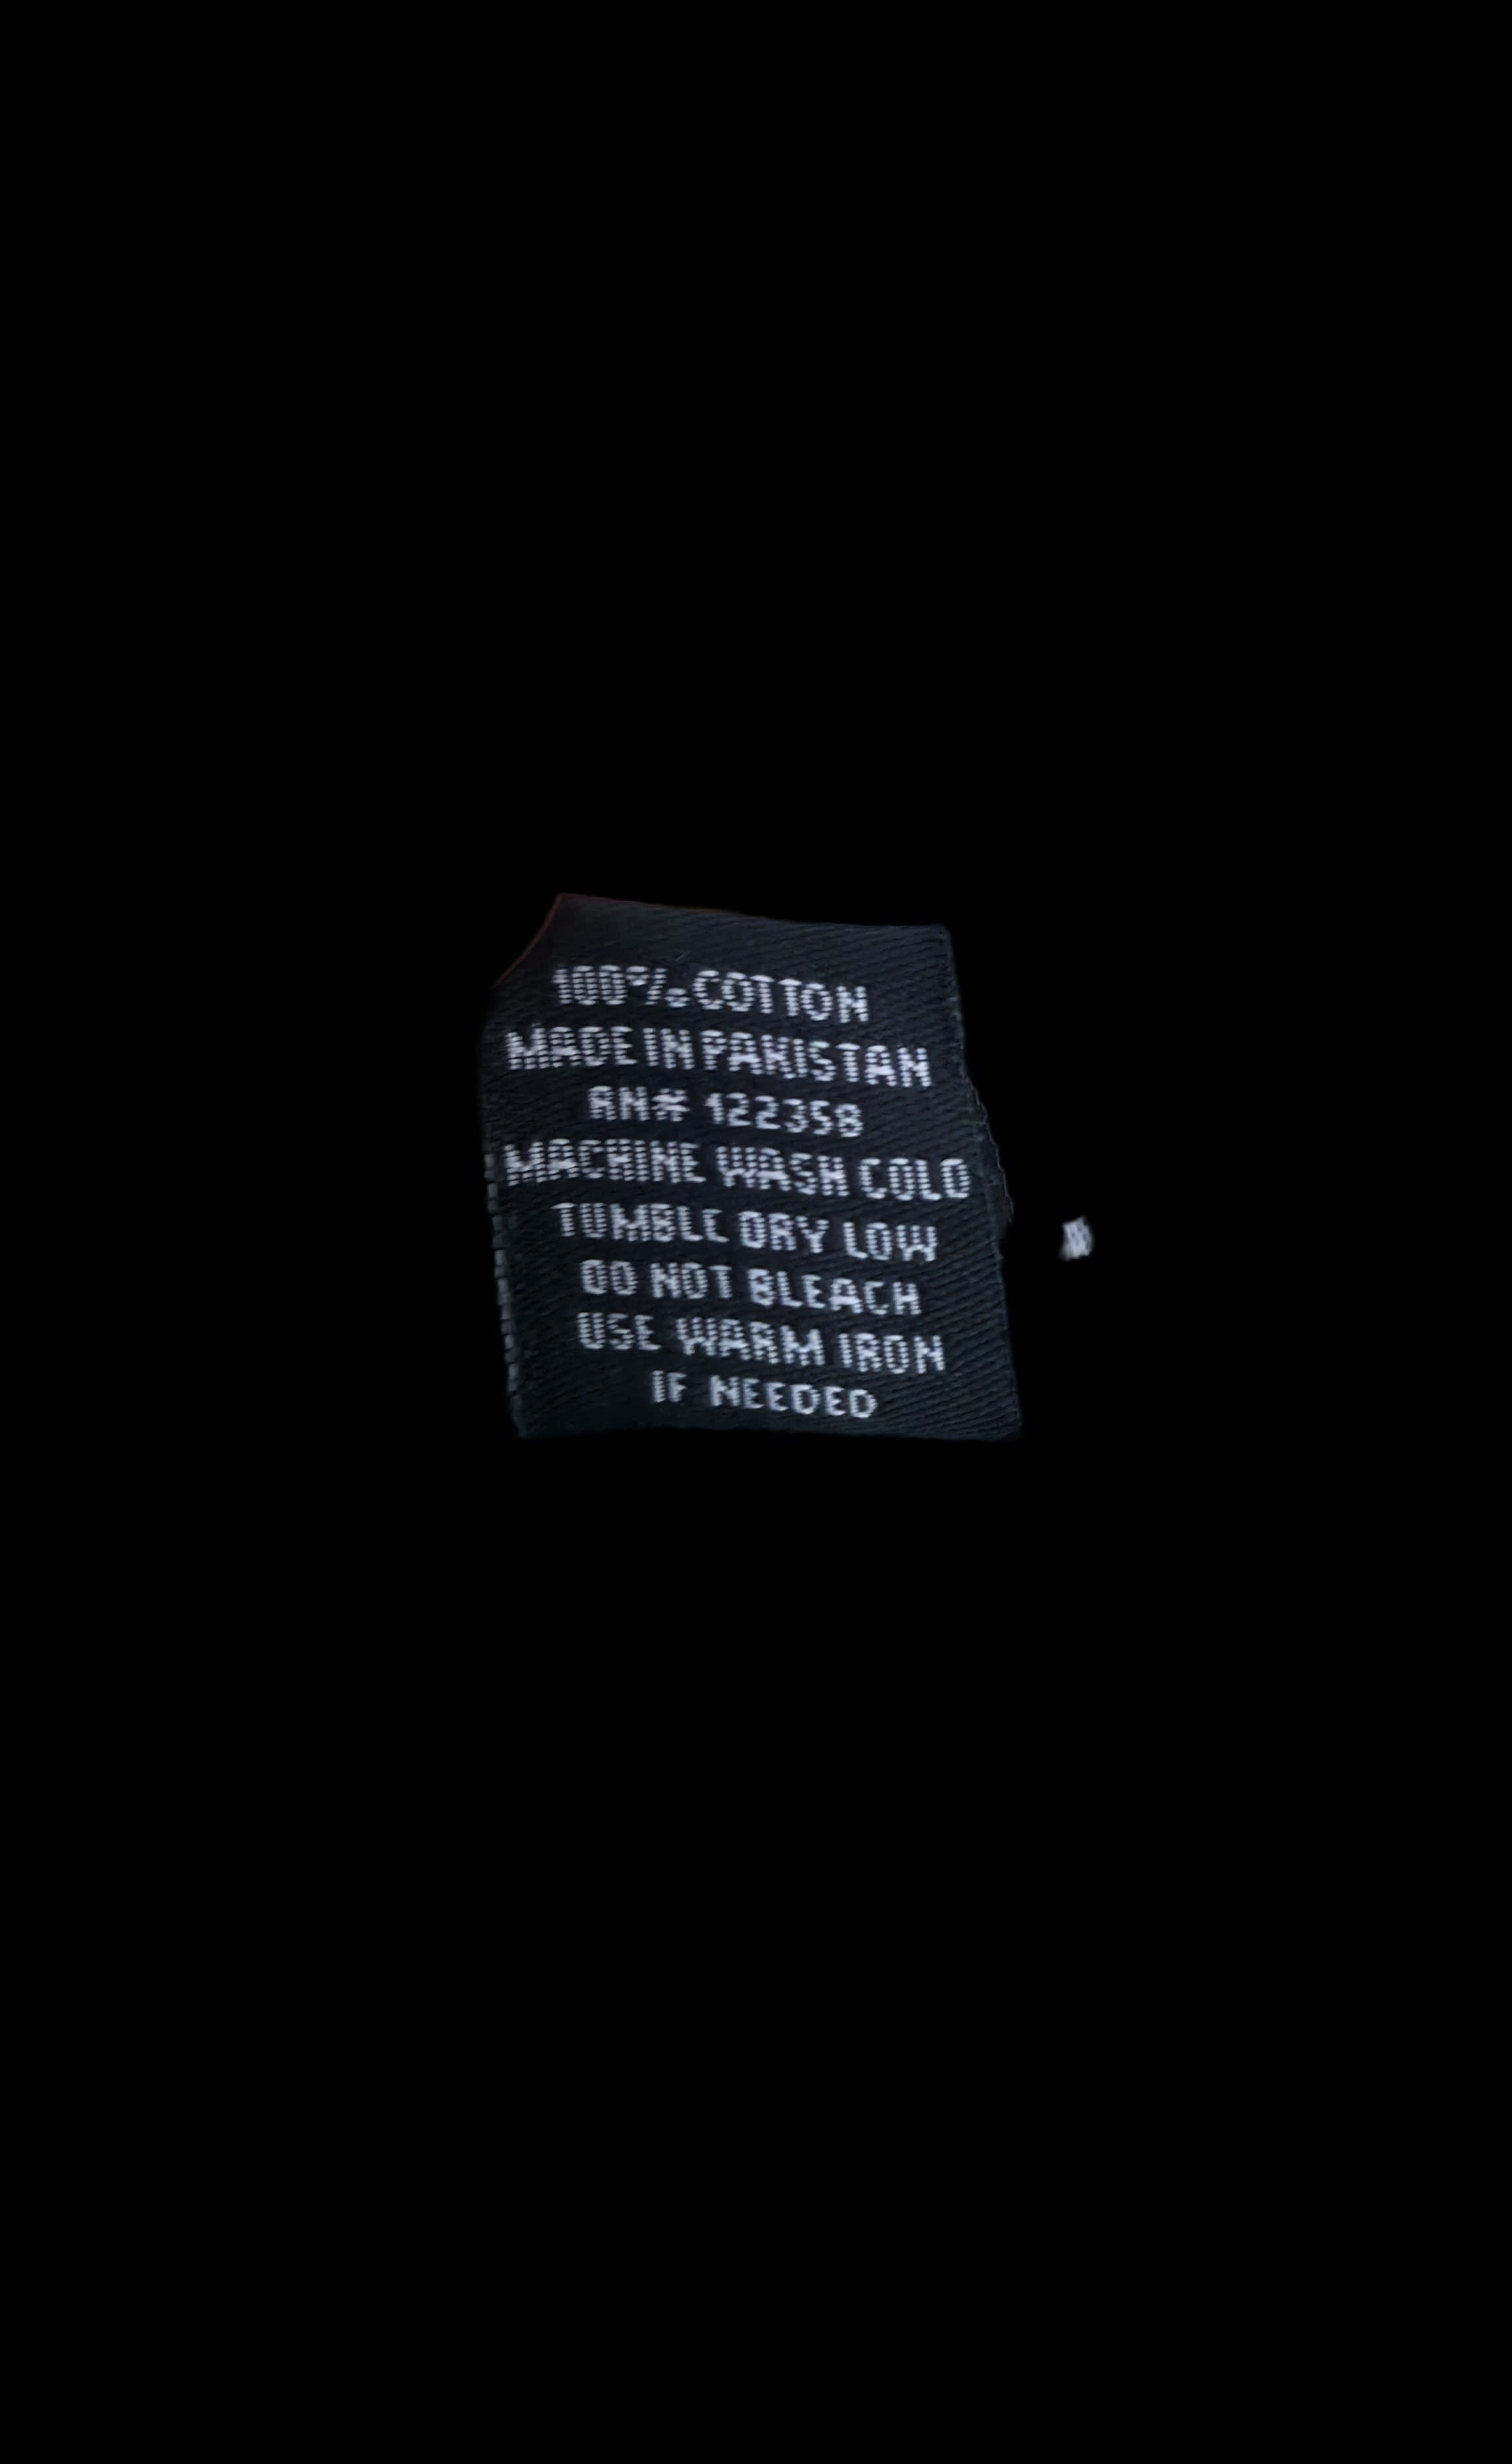 100% COTTON
MADE IN PAKISTAN
RN# 122358
MACHINE WASH COLD
TUMBLE DRY LOW
DO NOT BLEACH
USE WARM IRON
IF NEEDED